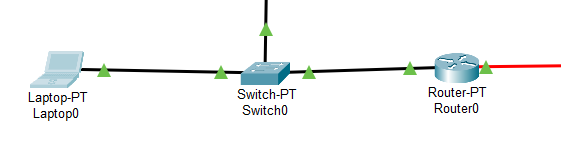 Laptop-PT
Laptop0
Switch-PT
Switch0
Router-PT
Router0